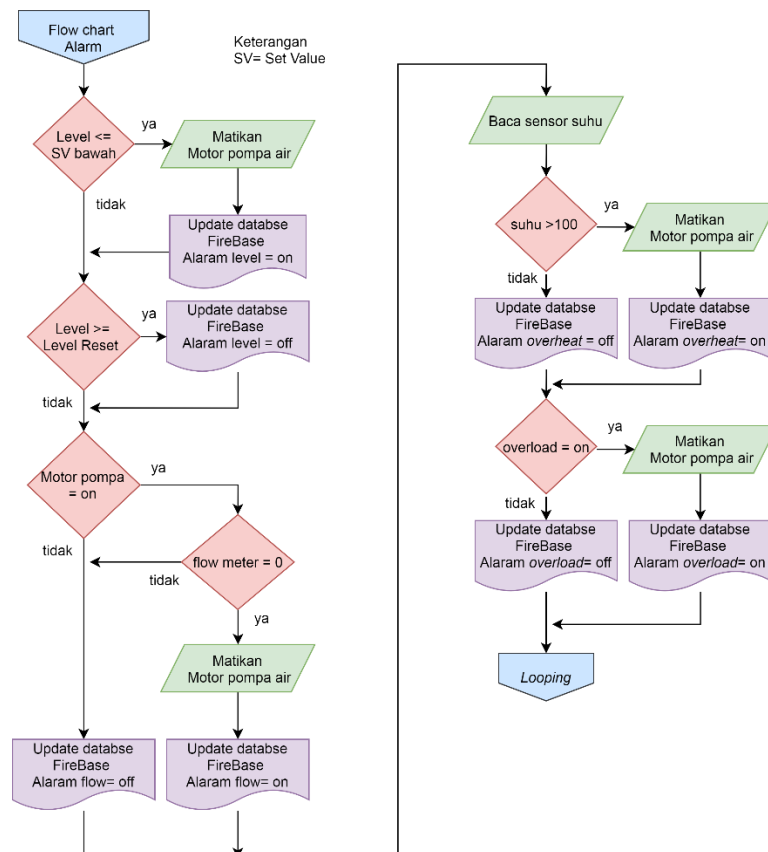 Flow chart
Alarm
Keterangan
SV= Set Value
Level <=
SV bawah
ya
Matikan
Motor pompa air
tidak
Update databse
FireBase
Alaram level = on
Level >=
Level Reset
ya
Update databse
FireBase
Alaram level = off
tidak
Motor pompa
= on
ya
tidak
flow meter = 0
tidak
ya
Matikan
Motor pompa air
Update databse
FireBase
Alaram flow= off
Update databse
FireBase
Alaram flow= on
Baca sensor suhu
suhu >100
ya
Matikan
Motor pompa air
tidak
Update databse
FireBase
Alaram overheat = off
Update databse
FireBase
Alaram overheat= on
overload = on
ya
Matikan
Motor pompa air
tidak
Update databse
FireBase
Alaram overload= off
Update databse
FireBase
Alaram overload= on
Looping